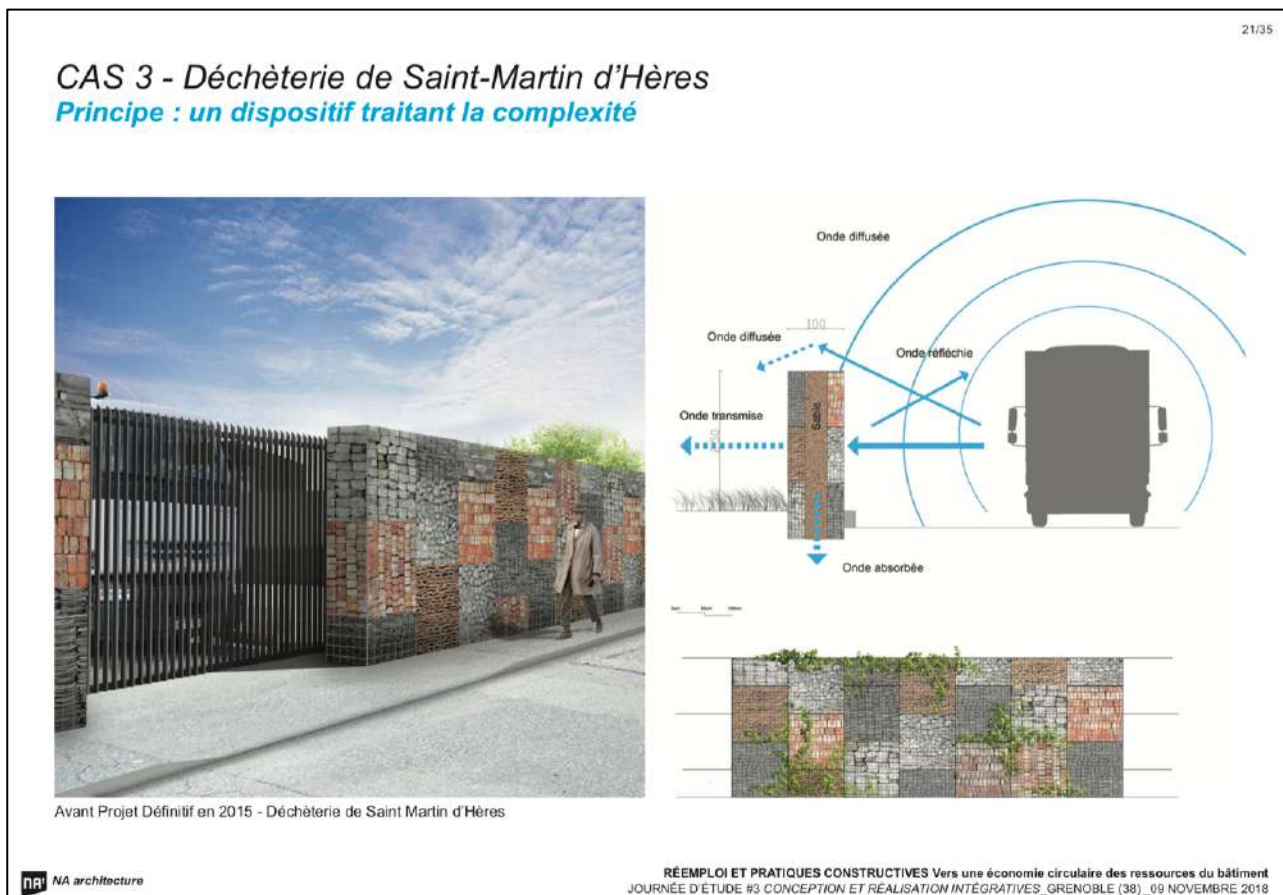 21/35
CAS 3 - Déchèterie de Saint-Martin d'Hères
Principe : un dispositif traitant la complexité
Onde diffusée
100
Onde diffusée
Onde réfléchie
Onde transmise
Sable
Onde absorbée
Avant Projet Définitif en 2015 - Déchèterie de Saint Martin d'Hères
na! NA architecture
RÉEMPLOI ET PRATIQUES CONSTRUCTIVES Vers une économie circulaire des ressources du bâtiment
JOURNÉE D'ÉTUDE #3 CONCEPTION ET RÉALISATION INTÉGRATIVES_GRENOBLE (38)_09 NOVEMBRE 2018